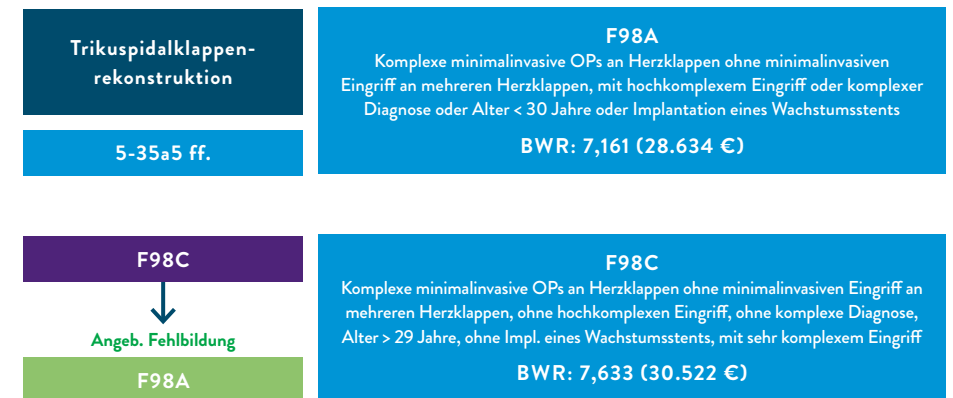 Trikuspidalklappen-
rekonstruktion
5-35a5 ff.
F98A
Komplexe minimalinvasive OPs an Herzklappen ohne minimalinvasiven
Eingriff an mehreren Herzklappen, mit hochkomplexem Eingriff oder komplexer
Diagnose oder Alter < 30 Jahre oder Implantation eines Wachstumsstents
BWR: 7,161 (28.634 €)
F98C
Angeb. Fehlbildung
F98A
F98C
Komplexe minimalinvasive OPs an Herzklappen ohne minimalinvasiven Eingriff an
mehreren Herzklappen, ohne hochkomplexen Eingriff, ohne komplexe Diagnose,
Alter > 29 Jahre, ohne Impl. eines Wachstumsstents, mit sehr komplexem Eingriff
BWR: 7,633 (30.522 €)